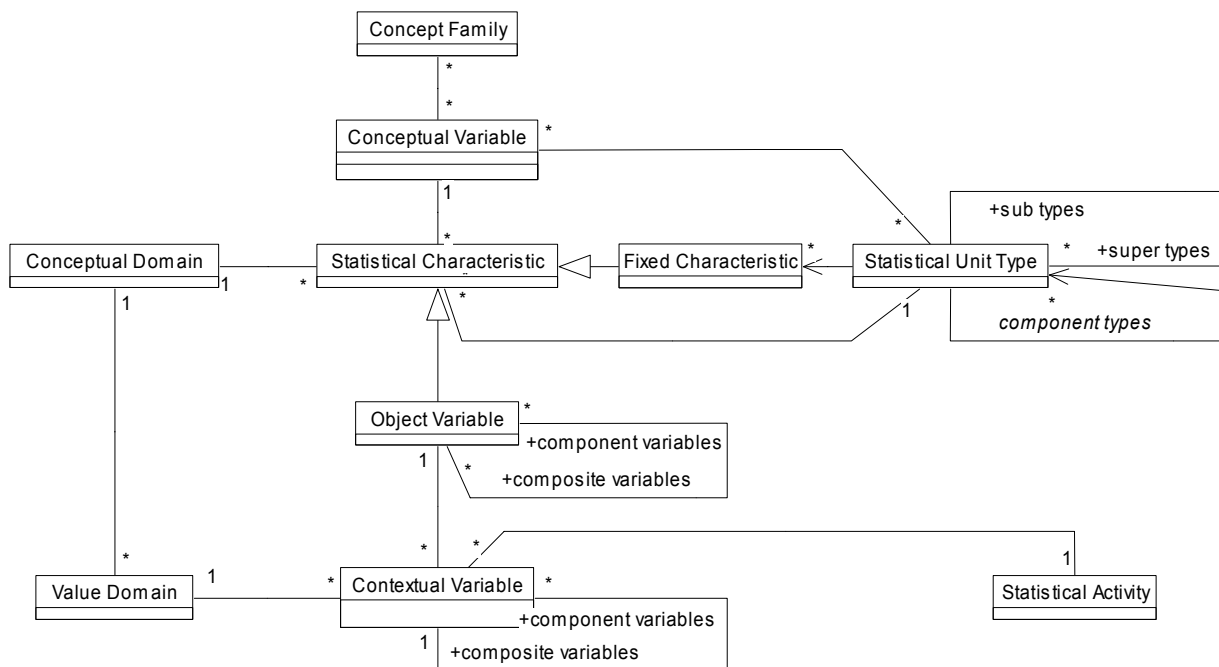 Concept Family
*
*
Conceptual Variable
*
1
*
+sub types
*
Conceptual Domain
Statistical Characteristic
Fixed Characteristic
*
Statistical Unit Type
*
+super types
1
*
1
*
1
*
component types
Object Variable
*
+component variables
1
*
+composite variables
*
*
*
1
Value Domain
1
*
Contextual Variable
*
Statistical Activity
+component variables
1
+composite variables